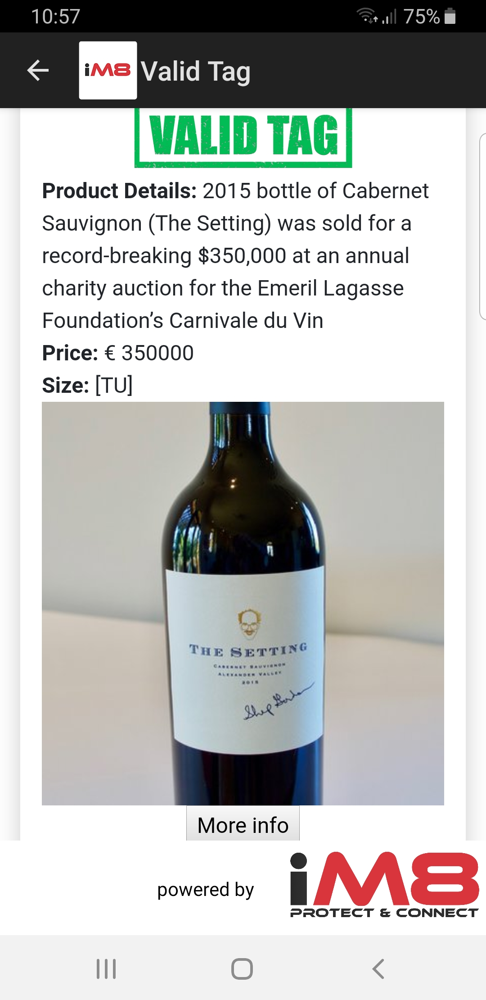 10:57
75%
iM8 Valid Tag
VALID TAG
Product Details: 2015 bottle of Cabernet
Sauvignon (The Setting) was sold for a
record-breaking $350,000 at an annual
charity auction for the Emeril Lagasse
Foundation’s Carnivale du Vin
Price: € 350000
Size: [TU]
THE SETTING
CABERNET SAUVIGNON
ALEXANDER VALLEY
2015
Shep Gordon
More info
powered by
iM8
PROTECT & CONNECT